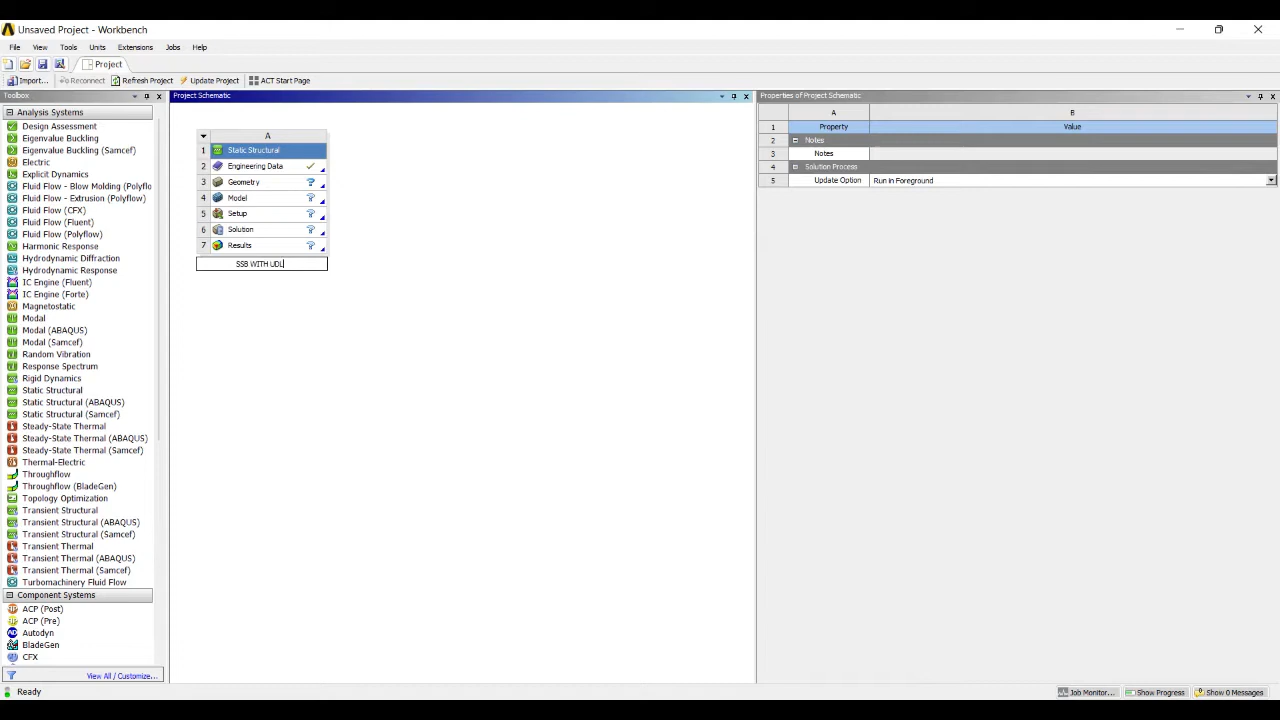 Unsaved Project - Workbench
File View Tools Units Extensions Jobs Help
Project
Import... Reconnect Refresh Project Update Project ACT Start Page
Toolbox
Analysis Systems
Design Assessment
Eigenvalue Buckling
Eigenvalue Buckling (Samcef)
Electric
Explicit Dynamics
Fluid Flow - Blow Molding (Polyflo
Fluid Flow - Extrusion (Polyflow)
Fluid Flow (CFX)
Fluid Flow (Fluent)
Fluid Flow (Polyflow)
Harmonic Response
Hydrodynamic Diffraction
Hydrodynamic Response
IC Engine (Fluent)
IC Engine (Forte)
Magnetostatic
Modal
Modal (ABAQUS)
Modal (Samcef)
Random Vibration
Response Spectrum
Rigid Dynamics
Static Structural
Static Structural (ABAQUS)
Static Structural (Samcef)
Steady-State Thermal
Steady-State Thermal (ABAQUS)
Steady-State Thermal (Samcef)
Thermal-Electric
Throughflow
Throughflow (BladeGen)
Topology Optimization
Transient Structural
Transient Structural (ABAQUS)
Transient Structural (Samcef)
Transient Thermal
Transient Thermal (ABAQUS)
Transient Thermal (Samcef)
Turbomachinery Fluid Flow
Component Systems
ACP (Post)
ACP (Pre)
Autodyn
BladeGen
CFX
View All / Customize...
Project Schematic
A
1 Static Structural
2 Engineering Data
3 Geometry
4 Model
5 Setup
6 Solution
7 Results
SSB WITH UDL
Properties of Project Schematic
A B
1 Property Value
2 Notes
3 Notes
4 Solution Process
5 Update Option Run in Foreground
Ready
Job Monitor... Show Progress Show 0 Messages